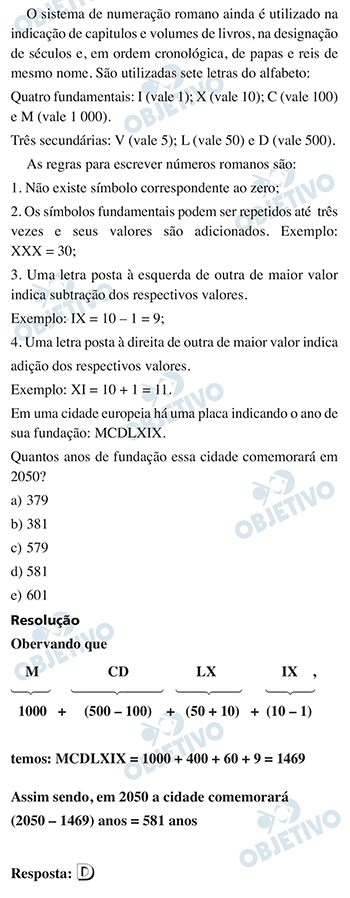 O sistema de numeração romano ainda é utilizado na
indicação de capitulos e volumes de livros, na designação
de séculos e, em ordem cronológica, de papas e reis de
mesmo nome. São utilizadas sete letras do alfabeto:
Quatro fundamentais: I (vale 1); X (vale 10); C (vale 100)
e M (vale 1 000).
Três secundárias: V (vale 5); L (vale 50) e D (vale 500).
As regras para escrever números romanos são:
1. Não existe símbolo correspondente ao zero;
2. Os símbolos fundamentais podem ser repetidos até três
vezes e seus valores são adicionados. Exemplo:
XXX = 30;
3. Uma letra posta à esquerda de outra de maior valor
indica subtração dos respectivos valores.
Exemplo: IX = 10 – 1 = 9;
4. Uma letra posta à direita de outra de maior valor indica
adição dos respectivos valores.
Exemplo: XI = 10 + 1 = 11.
Em uma cidade europeia há uma placa indicando o ano de
sua fundação: MCDLXIX.
Quantos anos de fundação essa cidade comemorará em
2050?
a) 379
b) 381
c) 579
d) 581
e) 601
Resolução
Obervando que
M CD LX IX ,
1000 + (500 – 100) + (50 + 10) + (10 – 1)
temos: MCDLXIX = 1000 + 400 + 60 + 9 = 1469
Assim sendo, em 2050 a cidade comemorará
(2050 – 1469) anos = 581 anos
Resposta: D
OBJETIVO
OBJETIVO
OBJETIVO
OBJETIVO
OBJETIVO
OBJETIVO
OBJETIVO
OBJETIVO
OBJETIVO